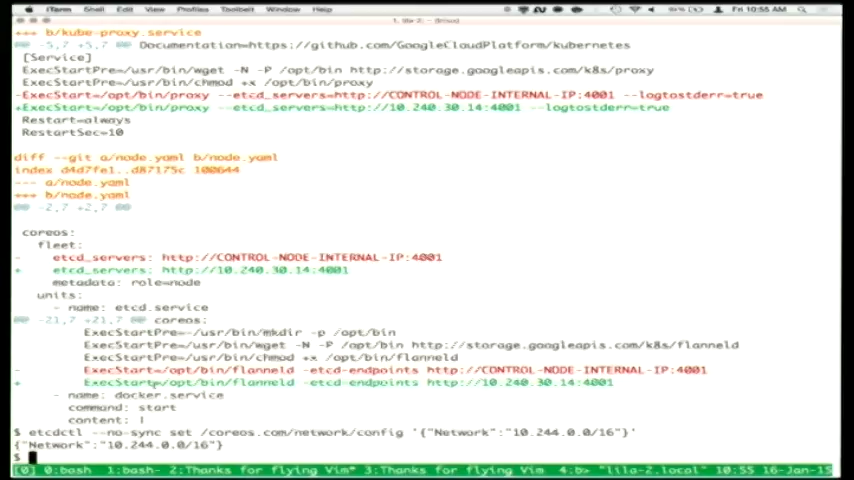 iTerm Shell Edit View Profiles Toolbelt Window Help Fri 10:55 AM
+++ b/kube-proxy.service
@@ -5,7 +5,7 @@ Documentation=https://github.com/GoogleCloudPlatform/kubernetes
[Service]
ExecStartPre=/usr/bin/wget -N -P /opt/bin http://storage.googleapis.com/k8s/proxy
ExecStartPre=/usr/bin/chmod +x /opt/bin/proxy
-ExecStart=/opt/bin/proxy --etcd_servers=http://CONTROL-NODE-INTERNAL-IP:4001 --logtostderr=true
+ExecStart=/opt/bin/proxy --etcd_servers=http://10.240.30.14:4001 --logtostderr=true
Restart=always
RestartSec=10
diff --git a/node.yaml b/node.yaml
index d4d7fe1..d87175c 100644
--- a/node.yaml
+++ b/node.yaml
@@ -2,7 +2,7 @@
coreos:
fleet:
- etcd_servers: http://CONTROL-NODE-INTERNAL-IP:4001
+ etcd_servers: http://10.240.30.14:4001
metadata: role=node
units:
- name: etcd.service
@@ -21,7 +21,7 @@ coreos:
ExecStartPre=-/usr/bin/mkdir -p /opt/bin
ExecStartPre=/usr/bin/wget -N -P /opt/bin http://storage.googleapis.com/k8s/flanneld
ExecStartPre=/usr/bin/chmod +x /opt/bin/flanneld
- ExecStart=/opt/bin/flanneld -etcd-endpoints http://CONTROL-NODE-INTERNAL-IP:4001
+ ExecStart=/opt/bin/flanneld -etcd-endpoints http://10.240.30.14:4001
- name: docker.service
command: start
content: |
$ etcdctl --no-sync set /coreos.com/network/config '{"Network":"10.244.0.0/16"}'
{"Network":"10.244.0.0/16"}
$
[0] 0:bash 1:bash- 2:Thanks for flying Vim* 3:Thanks for flying Vim 4:b> "lila-2.local" 10:55 16-Jan-15